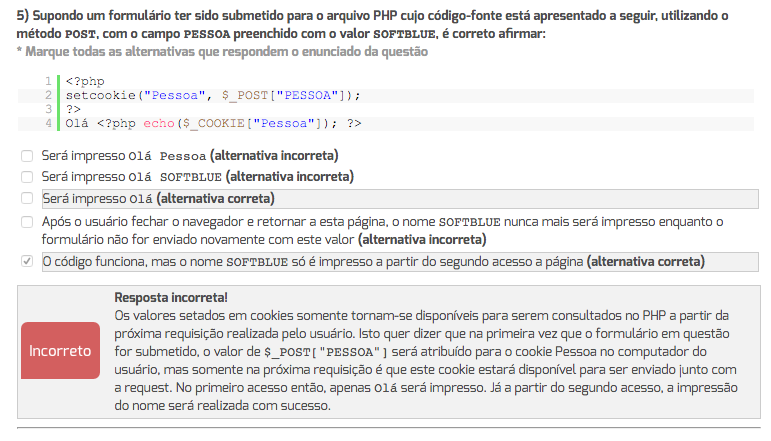 5) Supondo um formulário ter sido submetido para o arquivo PHP cujo código-fonte está apresentado a seguir, utilizando o
método POST, com o campo PESSOA preenchido com o valor SOFTBLUE, é correto afirmar:
* Marque todas as alternativas que respondem o enunciado da questão
1 <?php
2 setcookie("Pessoa", $_POST["PESSOA"]);
3 ?>
4 Olá <?php echo($_COOKIE["Pessoa"]); ?>
Será impresso Olá Pessoa (alternativa incorreta)
Será impresso Olá SOFTBLUE (alternativa incorreta)
Será impresso Olá (alternativa correta)
Após o usuário fechar o navegador e retornar a esta página, o nome SOFTBLUE nunca mais será impresso enquanto o
formulário não for enviado novamente com este valor (alternativa incorreta)
O código funciona, mas o nome SOFTBLUE só é impresso a partir do segundo acesso a página (alternativa correta)
Incorreto
Resposta incorreta!
Os valores setados em cookies somente tornam-se disponíveis para serem consultados no PHP a partir da
próxima requisição realizada pelo usuário. Isto quer dizer que na primeira vez que o formulário em questão
for submetido, o valor de $_POST["PESSOA"] será atribuído para o cookie Pessoa no computador do
usuário, mas somente na próxima requisição é que este cookie estará disponível para ser enviado junto com
a request. No primeiro acesso então, apenas Olá será impresso. Já a partir do segundo acesso, a impressão
do nome será realizada com sucesso.